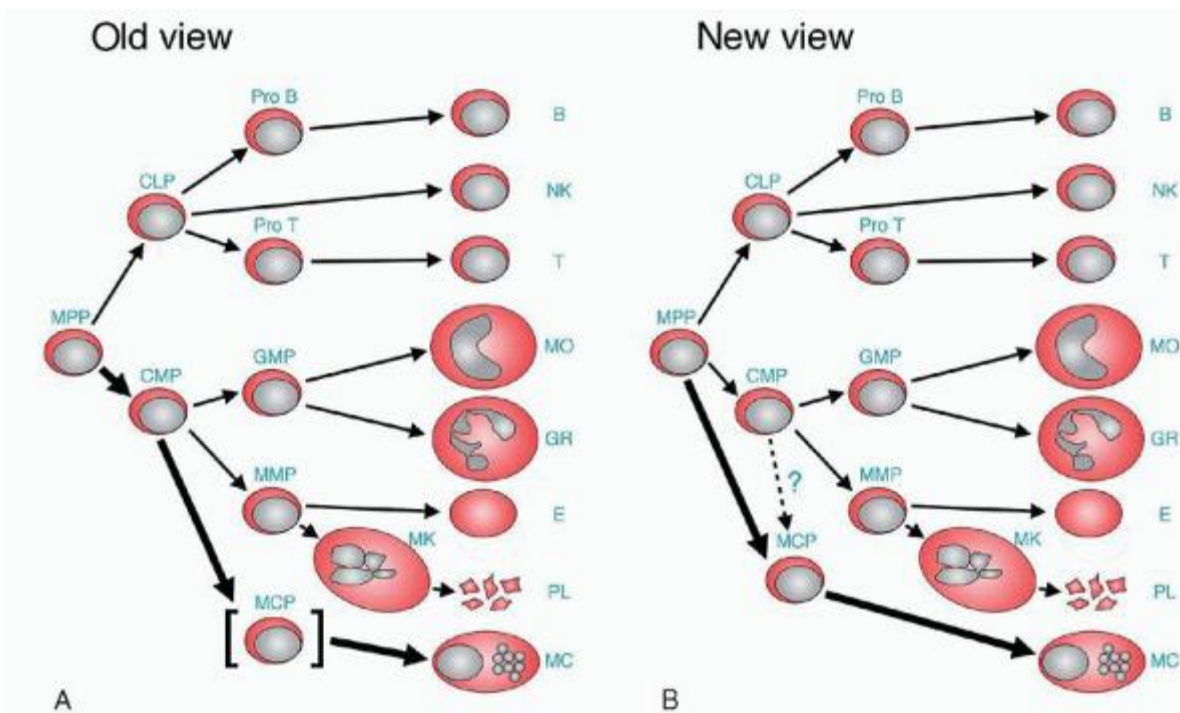 Old view
Pro B
B
CLP
NK
Pro T
T
MPP
GMP
MO
CMP
GR
MMP
E
MK
PL
MCP
MC
A
New view
Pro B
B
CLP
NK
Pro T
T
MPP
GMP
MO
CMP
GR
MMP
?
E
MK
MCP
PL
MC
B